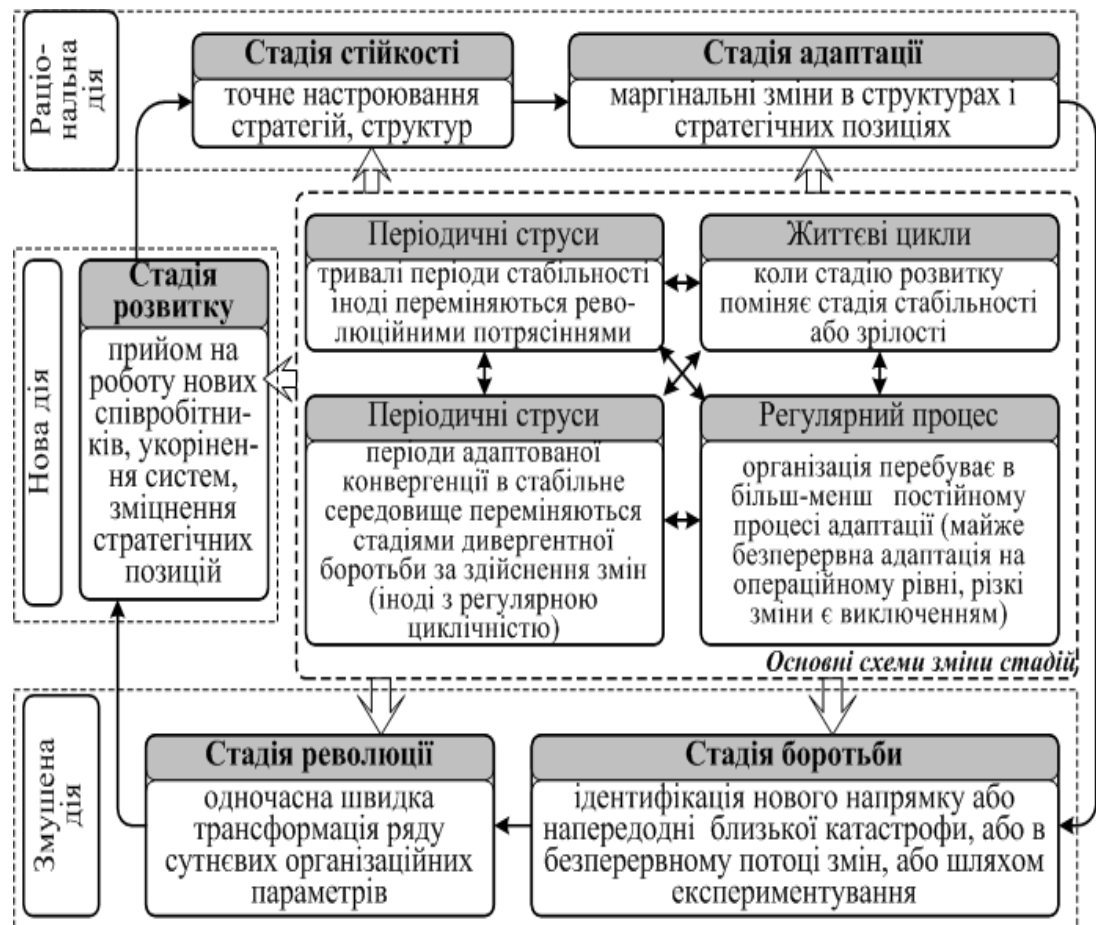 Раціо-
нальна
дія
Стадія стійкості
точне настроювання
стратегій, структур
Стадія адаптації
маргінальні зміни в структурах і
стратегічних позиціях
Нова дія
Стадія
розвитку
прийом на
роботу нових
співробітни-
ків, укорінен-
ня систем,
зміцнення
стратегічних
позицій
Періодичні струси
тривалі періоди стабільності
іноді переміняються рево-
люційними потрясіннями
Життєві цикли
коли стадію розвитку
поміняє стадія стабільності
або зрілості
Періодичні струси
періоди адаптованої
конвергенції в стабільне
середовище переміняються
стадіями дивергентної
боротьби за здійснення змін
(іноді з регулярною
циклічністю)
Регулярний процес
організація перебуває в
більш-менш постійному
процесі адаптації (майже
безперервна адаптація на
операційному рівні, різкі
зміни є виключенням)
Основні схеми зміни стадій
Змушена
дія
Стадія революції
одночасна швидка
трансформація ряду
сутнєвих організаційних
параметрів
Стадія боротьби
ідентифікація нового напрямку або
напередодні близької катастрофи, або в
безперервному потоці змін, або шляхом
експериментування